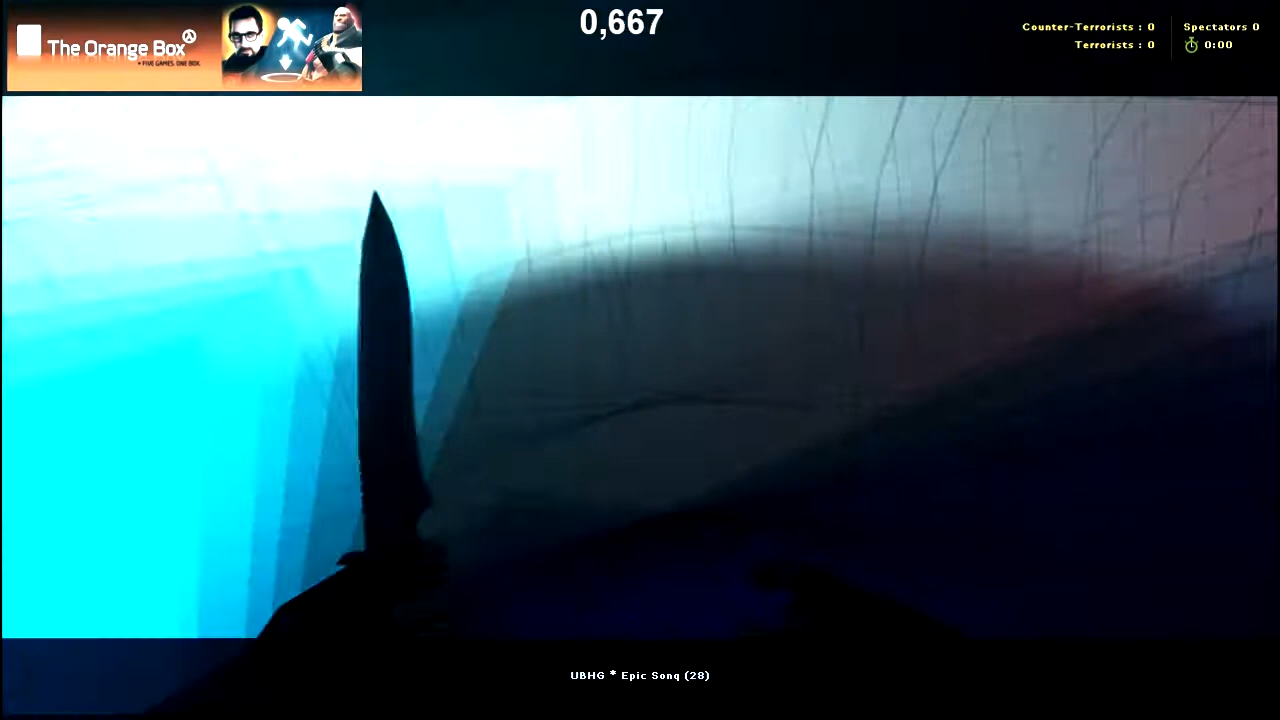 The Orange Box
• FIVE GAMES. ONE BOX.
0,667
Counter-Terrorists : 0
Terrorists : 0
Spectators 0
0:00
UBHG * Epic Song (28)